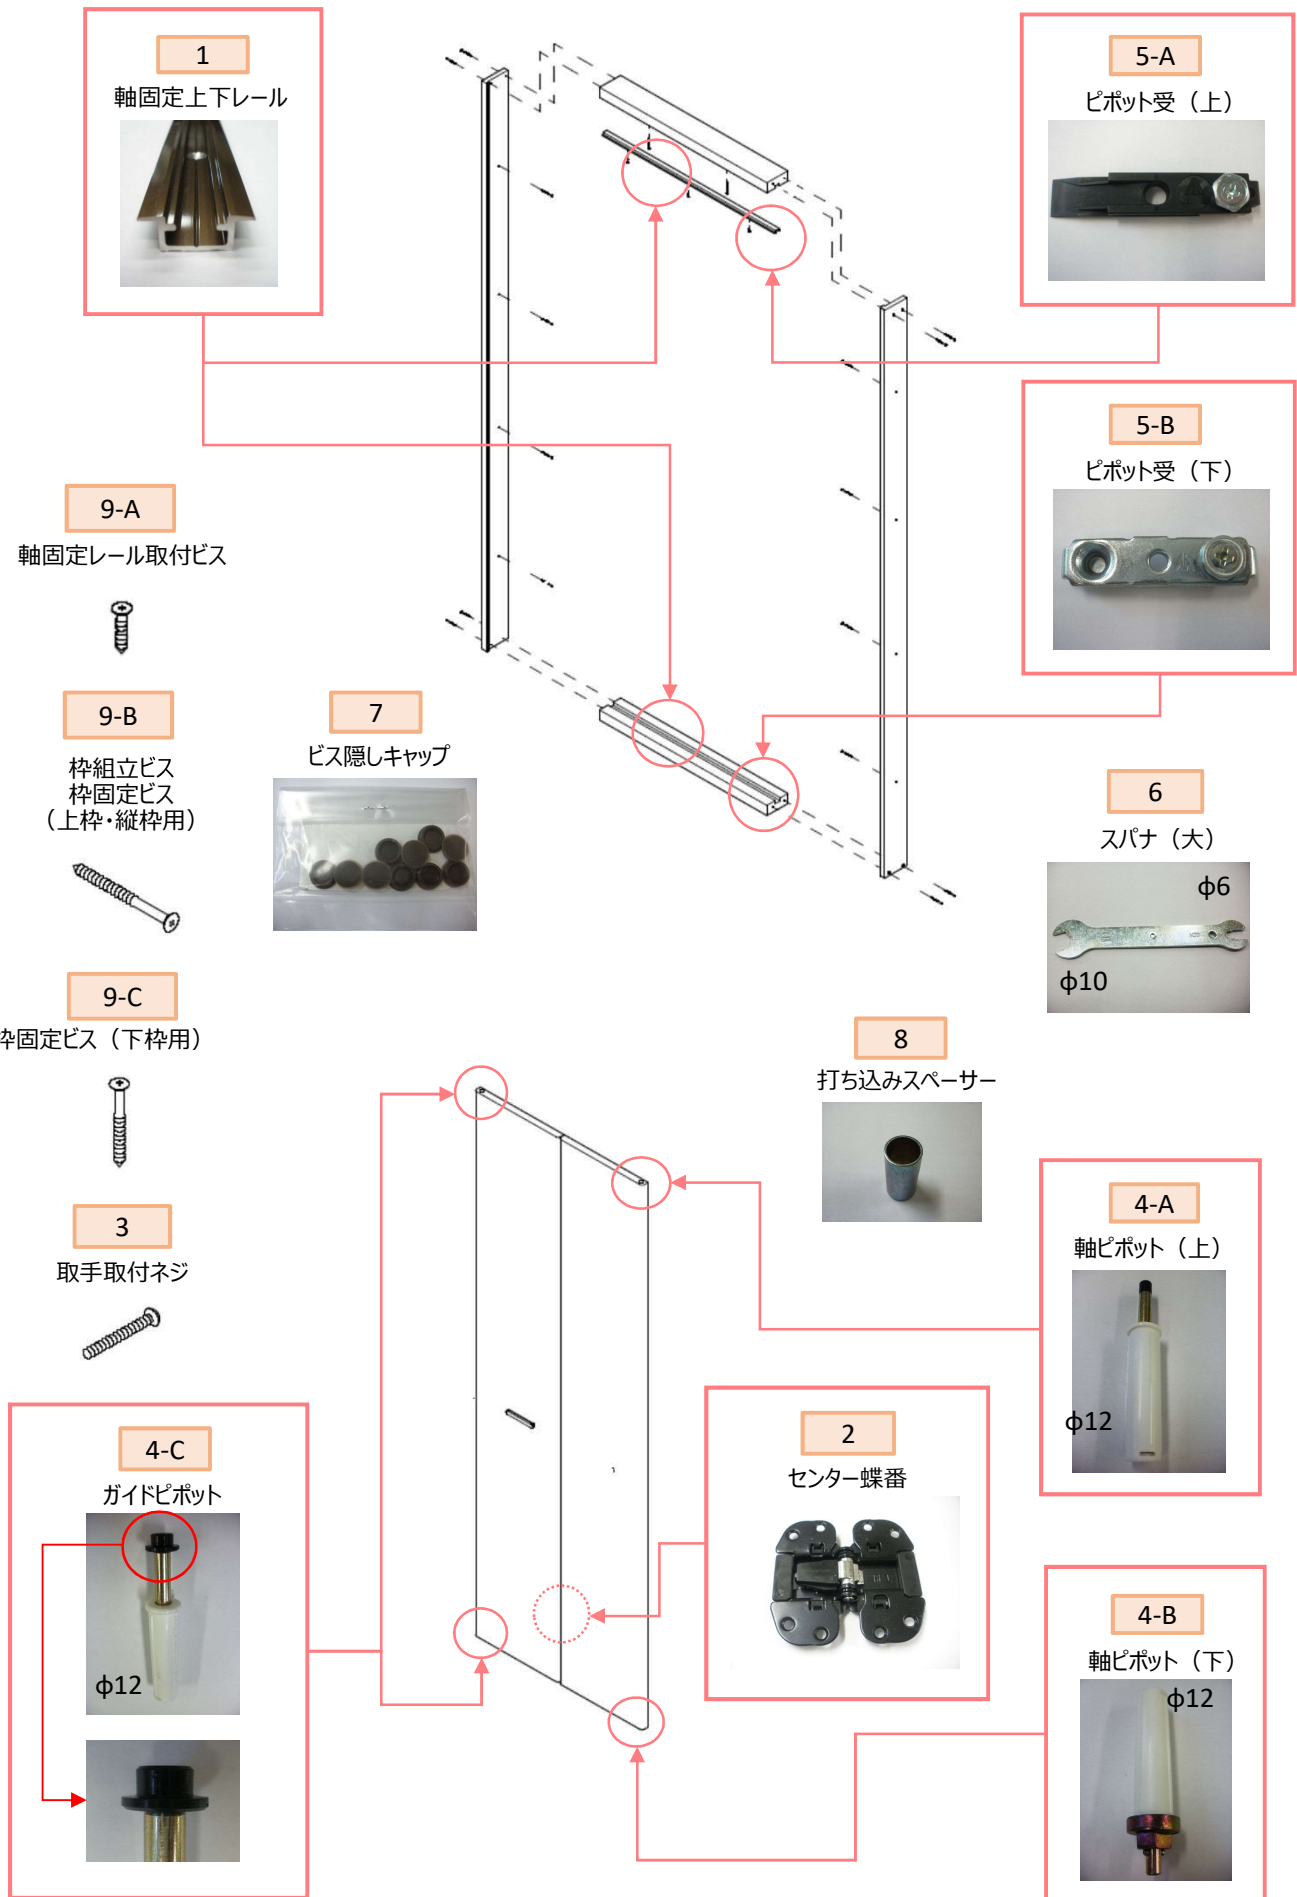 1
軸固定上下レール
5-A
ピポット受（上）
5-B
ピポット受（下）
9-A
軸固定レール取付ビス
9-B
枠組立ビス
枠固定ビス
（上枠・縦枠用）
7
ビス隠しキャップ
6
スパナ（大）
φ6
φ10
9-C
枠固定ビス（下枠用）
8
打ち込みスペーサー
3
取手取付ネジ
4-A
軸ピポット（上）
φ12
2
センター蝶番
4-C
ガイドピポット
φ12
4-B
軸ピポット（下）
φ12